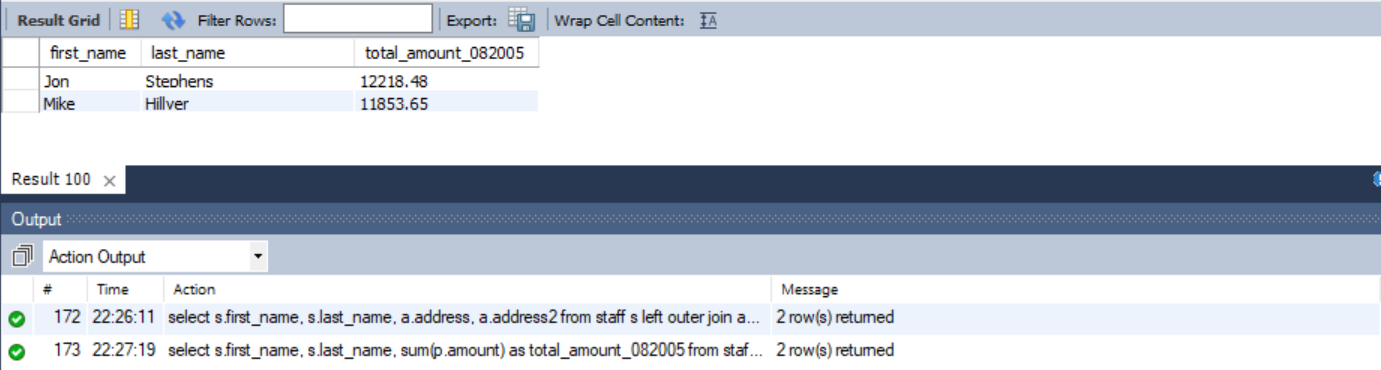 Result Grid Filter Rows: Export: Wrap Cell Content: IA
first_name last_name total_amount_082005
Jon Stephens 12218.48
Mike Hillyer 11853.65
Result 100
Output
Action Output
# Time Action Message
172 22:26:11 select s.first_name, s.last_name, a.address, a.address2 from staff s left outer join a... 2 row(s) returned
173 22:27:19 select s.first_name, s.last_name, sum(p.amount) as total_amount_082005 from staf... 2 row(s) returned